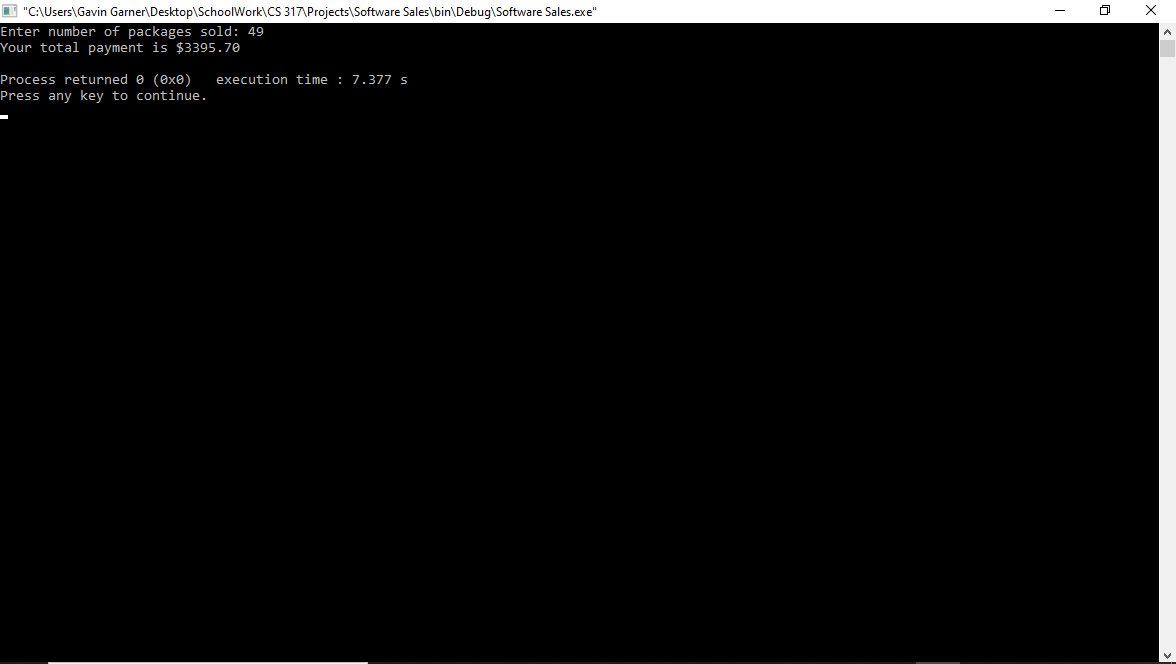 "C:\Users\Gavin Garner\Desktop\SchoolWork\CS 317\Projects\Software Sales\bin\Debug\Software Sales.exe"
Enter number of packages sold: 49
Your total payment is $3395.70
Process returned 0 (0x0)   execution time : 7.377 s
Press any key to continue.